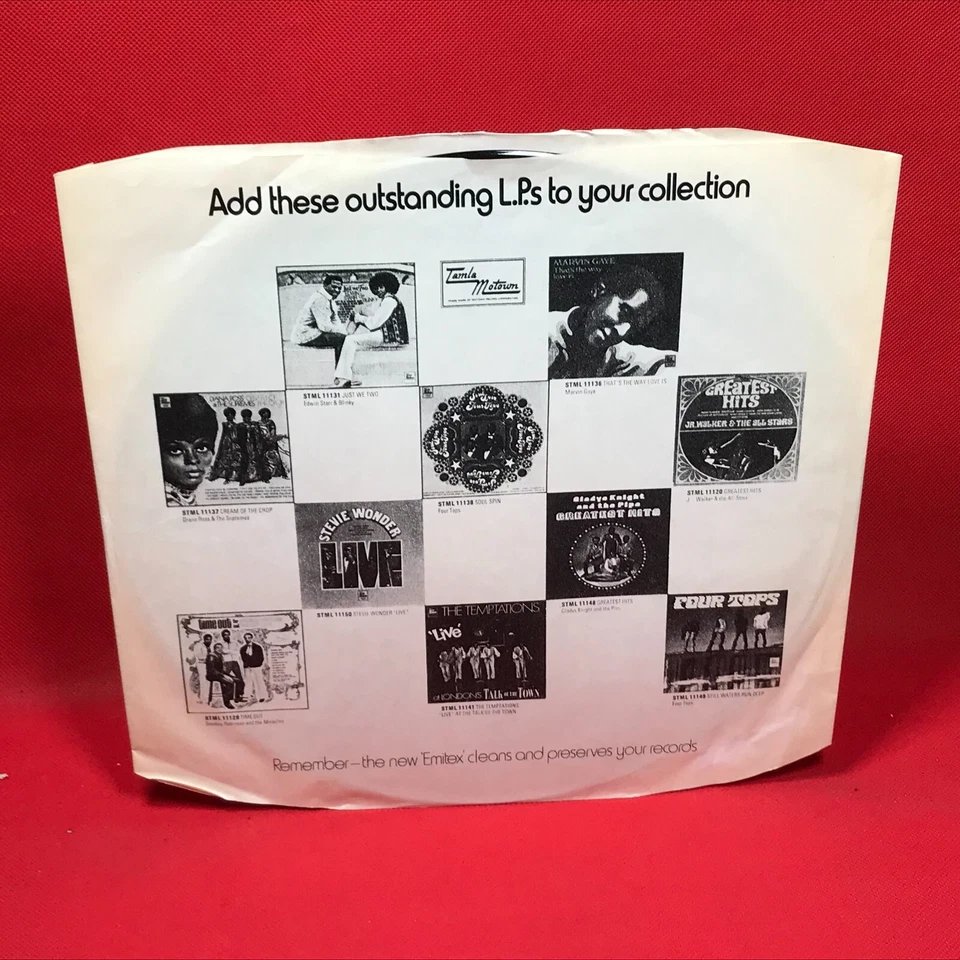 Add these outstanding L.P.s to your collection
Tamla
Motown
MARVIN GAYE
That's the way
love is
STML 11131 JUST WE TWO
Edwin Starr & Blinky
STML 11136 THAT'S THE WAY LOVE IS
Marvin Gaye
GREATEST
HITS
JR. WALKER & THE ALL STARS
STML 11137 CREAM OF THE CROP
Diana Ross & The Supremes
STML 11138 SOUL SPIN
Four Tops
STML 11120 GREATEST HITS
J. Walker & the All Stars
STEVIE WONDER
LIVE
Gladys Knight
and the Pips
GREATEST HITS
STML 11150 STEVIE WONDER 'LIVE'
STML 11148 GREATEST HITS
Gladys Knight and the Pips
time out
THE TEMPTATIONS
'Live'
at LONDON'S TALK OF THE TOWN
FOUR TOPS
STML 11129 TIME OUT
Smokey Robinson and the Miracles
STML 11141 THE TEMPTATIONS
'LIVE' AT THE TALK OF THE TOWN
STML 11149 STILL WATERS RUN DEEP
Four Tops
Remember—the new 'Emitex' cleans and preserves your records